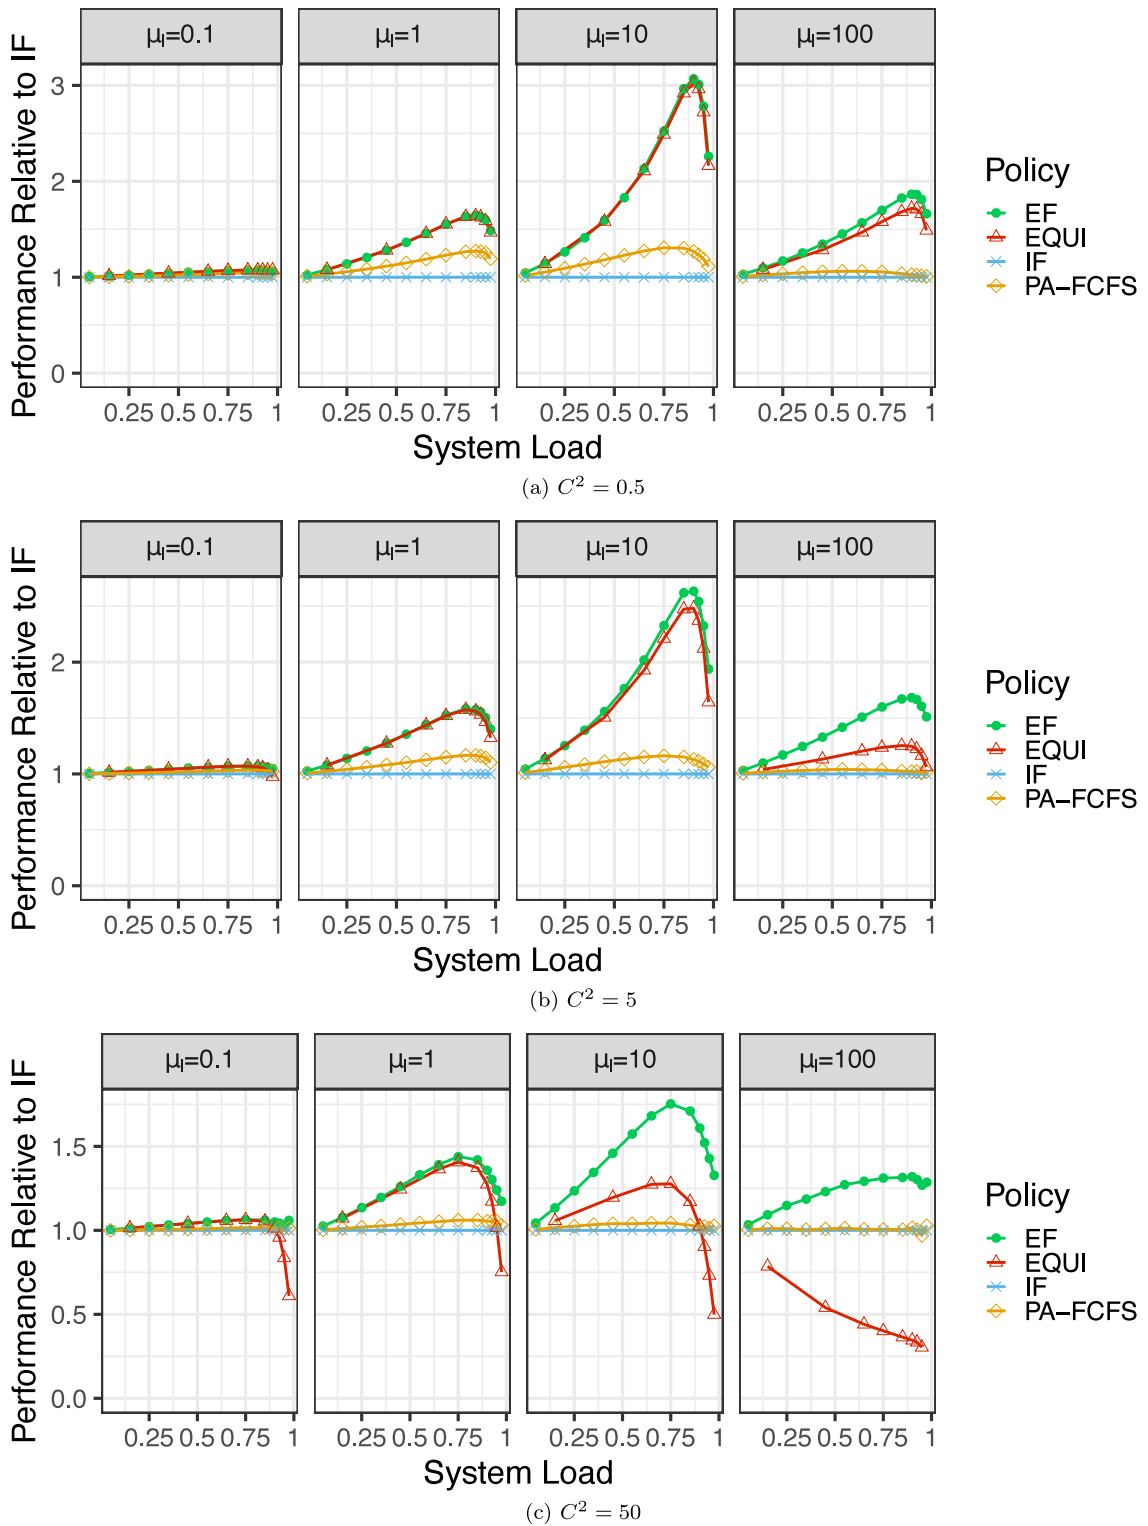 μI=0.1 μI=1 μI=10 μI=100
Performance Relative to IF
3
2
1
0
0.25 0.5 0.75 1 0.25 0.5 0.75 1 0.25 0.5 0.75 1 0.25 0.5 0.75 1
System Load
Policy
EF
EQUI
IF
PA−FCFS
(a) C² = 0.5
μI=0.1 μI=1 μI=10 μI=100
Performance Relative to IF
2
1
0
0.25 0.5 0.75 1 0.25 0.5 0.75 1 0.25 0.5 0.75 1 0.25 0.5 0.75 1
System Load
Policy
EF
EQUI
IF
PA−FCFS
(b) C² = 5
μI=0.1 μI=1 μI=10 μI=100
Performance Relative to IF
1.5
1.0
0.5
0.0
0.25 0.5 0.75 1 0.25 0.5 0.75 1 0.25 0.5 0.75 1 0.25 0.5 0.75 1
System Load
Policy
EF
EQUI
IF
PA−FCFS
(c) C² = 50